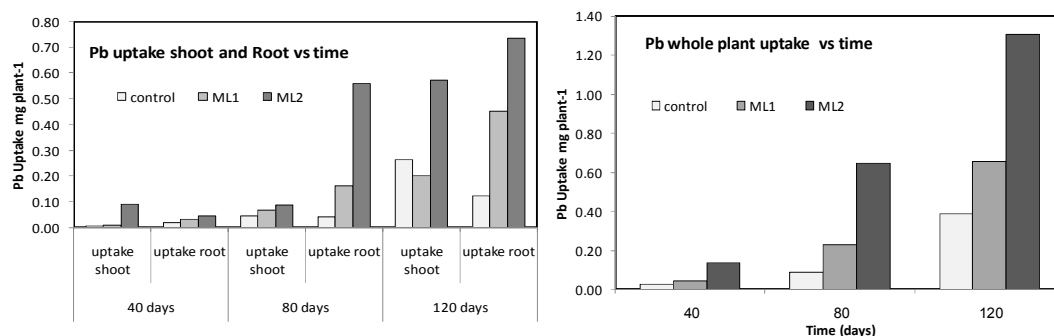 0.80
0.70
0.60
0.50
0.40
0.30
0.20
0.10
0.00
Pb Uptake mg plant-1
Pb uptake shoot and Root vs time
control ML1 ML2
uptake shoot
uptake root
uptake shoot
uptake root
uptake shoot
uptake root
40 days
80 days
120 days
1.40
1.20
1.00
0.80
0.60
0.40
0.20
0.00
Pb Uptake mg plant-1
Pb whole plant uptake vs time
control ML1 ML2
40
80
120
Time (days)